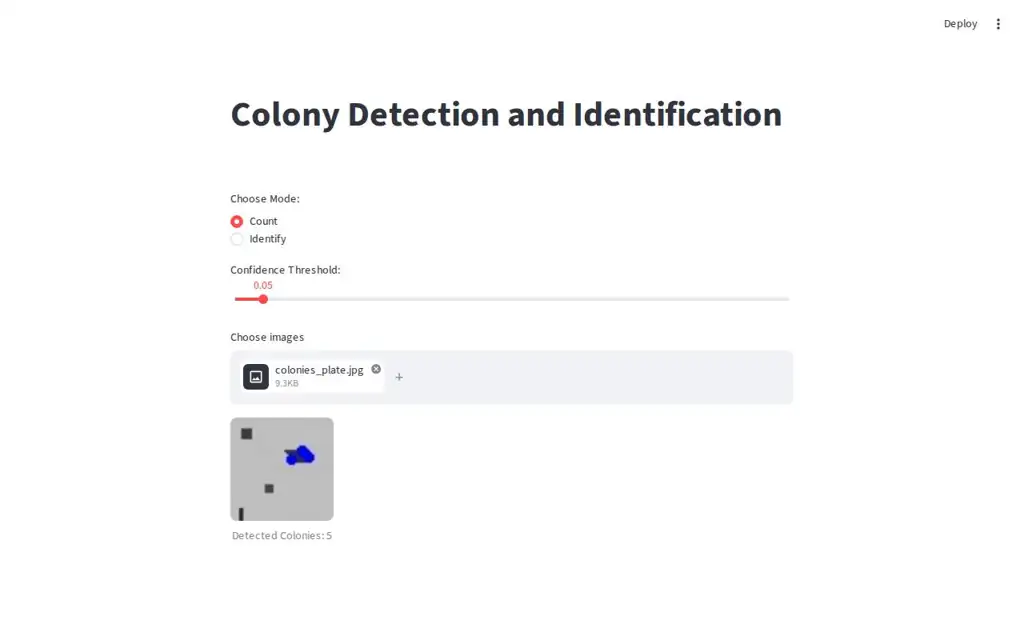 Deploy
Colony Detection and Identification
Choose Mode:
Count
Identify
Confidence Threshold:
0.05
Choose images
colonies_plate.jpg
9.3KB
+
Detected Colonies: 5